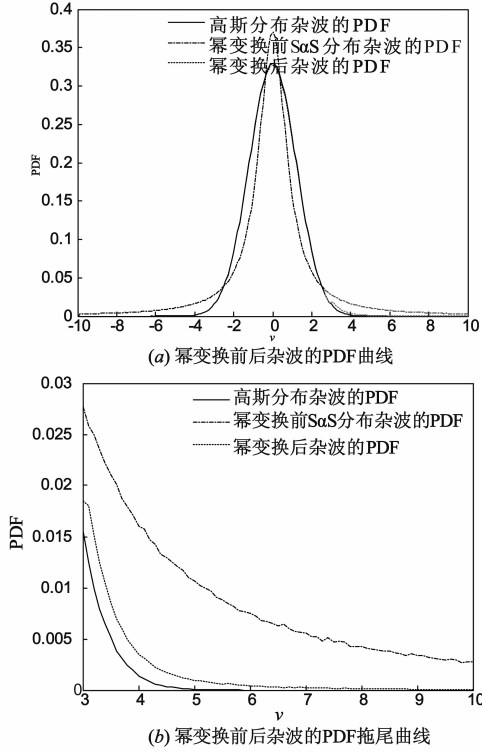 0.4
高斯分布杂波的PDF
幂变换前SαS分布杂波的PDF
幂变换后杂波的PDF
0.35
0.3
0.25
0.2
0.15
0.1
0.05
0
PDF
-10 -8 -6 -4 -2 0 2 4 6 8 10
v
(a) 幂变换前后杂波的PDF曲线
0.03
高斯分布杂波的PDF
幂变换前SαS分布杂波的PDF
幂变换后杂波的PDF
0.025
0.02
0.015
0.01
0.005
0
PDF
3 4 5 6 7 8 9 10
v
(b) 幂变换前后杂波的PDF拖尾曲线